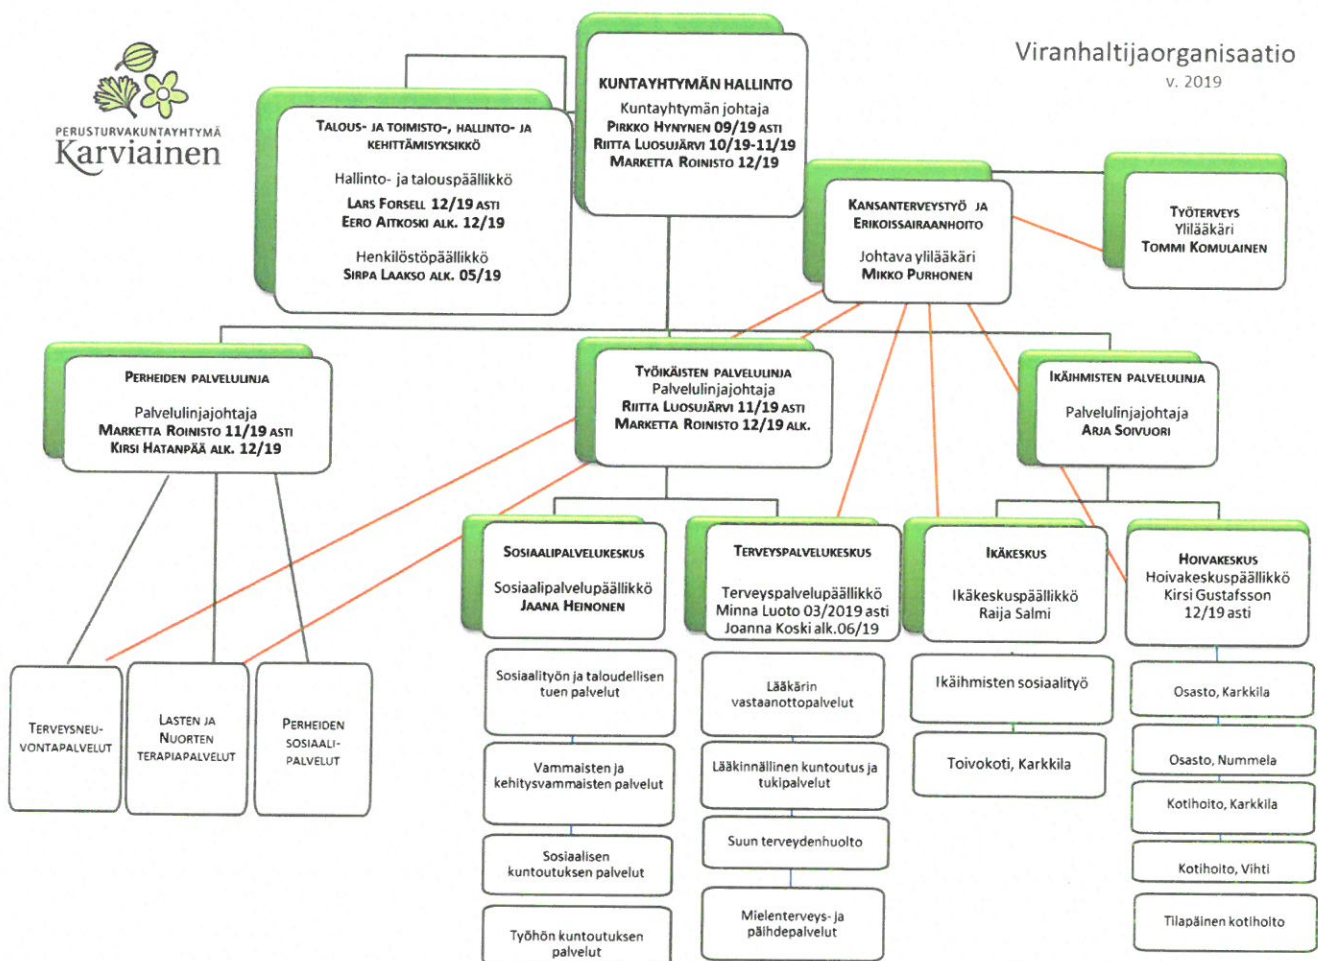 PERUSTURVAKUNTAYHTYMÄ
Karviainen
Viranhaltijaorganisaatio
v. 2019
KUNTAYHTYMÄN HALLINTO
Kuntayhtymän johtaja
PIRKKO HYNYNEN 09/19 ASTI
RIITTA LUOSUJÄRVI 10/19-11/19
MARKETTA ROINISTO 12/19
TALOUS- JA TOIMISTO-, HALLINTO- JA
KEHITTÄMISYKSIKKÖ
Hallinto- ja talouspäällikkö
LARS FORSELL 12/19 ASTI
EERO AITKOSKI ALK. 12/19
Henkilöstöpäällikkö
SIRPA LAAKSO ALK. 05/19
KANSANTERVEYSTYÖ JA
ERIKOISSAIRAANHOITO
Johtava ylilääkäri
MIKKO PURHONEN
TYÖTERVEYS
Ylilääkäri
TOMMI KOMULAINEN
PERHEIDEN PALVELULINJA
Palvelulinjajohtaja
MARKETTA ROINISTO 11/19 ASTI
KIRSI HATANPÄÄ ALK. 12/19
TYÖIKÄISTEN PALVELULINJA
Palvelulinjajohtaja
RIITTA LUOSUJÄRVI 11/19 ASTI
MARKETTA ROINISTO 12/19 ALK.
IKÄIHMISTEN PALVELULINJA
Palvelulinjajohtaja
ARJA SOIVUORI
SOSIAALIPALVELUKESKUS
Sosiaalipalvelupäällikkö
JAANA HEINONEN
TERVEYSPALVELUKESKUS
Terveyspalvelupäällikkö
Minna Luoto 03/2019 asti
Joanna Koski alk.06/19
IKÄKESKUS
Ikäkeskuspäällikkö
Raija Salmi
HOIVAKESKUS
Hoivakeskuspäällikkö
Kirsi Gustafsson
12/19 asti
TERVEYSNEU-
VONTAPALVELUT
LASTEN JA
NUORTEN
TERAPIAPALVELUT
PERHEIDEN
SOSIAALI-
PALVELUT
Sosiaalityön ja taloudellisen
tuen palvelut
Vammaisten ja
kehitysvammaisten palvelut
Sosiaalisen
kuntoutuksen palvelut
Työhön kuntoutuksen
palvelut
Lääkärin
vastaanottopalvelut
Lääkinnällinen kuntoutus ja
tukipalvelut
Suun terveydenhuolto
Mielenterveys- ja
päihdepalvelut
Ikäihmisten sosiaalityö
Toivokoti, Karkkila
Osasto, Karkkila
Osasto, Nummela
Kotihoito, Karkkila
Kotihoito, Vihti
Tilapäinen kotihoito